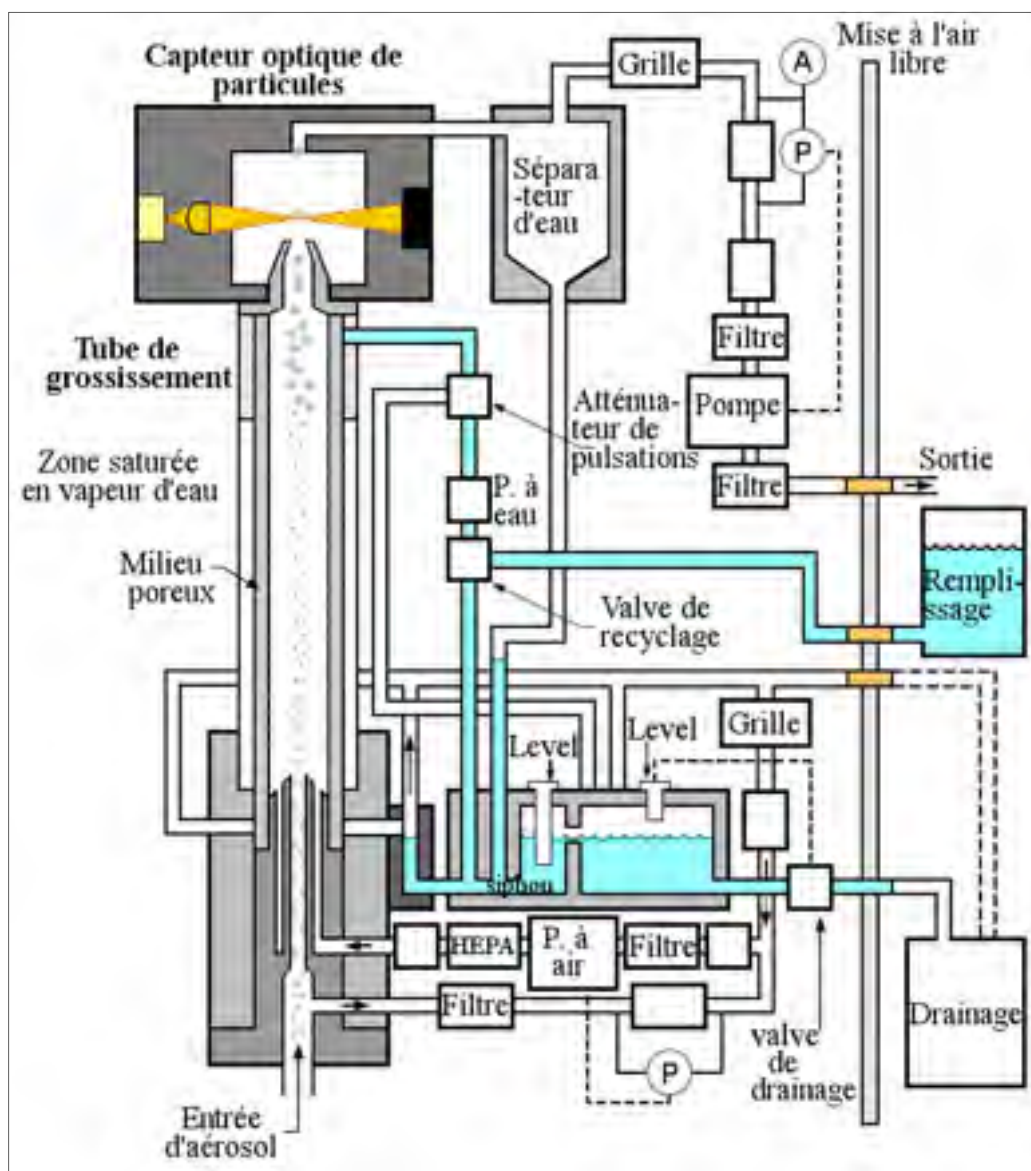 Capteur optique de
particules
Grille
A
Mise à l'air
libre
P
Sépara
-teur
d'eau
Filtre
Tube de
grossissement
Pompe
Atténua-
teur de
pulsations
Sortie
Filtre
Zone saturée
en vapeur d'eau
P. à
eau
Milieu
poreux
Rempli-
ssage
Valve de
recyclage
Grille
Level
Level
siphou
HEPA
P. à
air
Filtre
Filtre
Drainage
valve
de
drainage
P
Entrée
d'aérosol